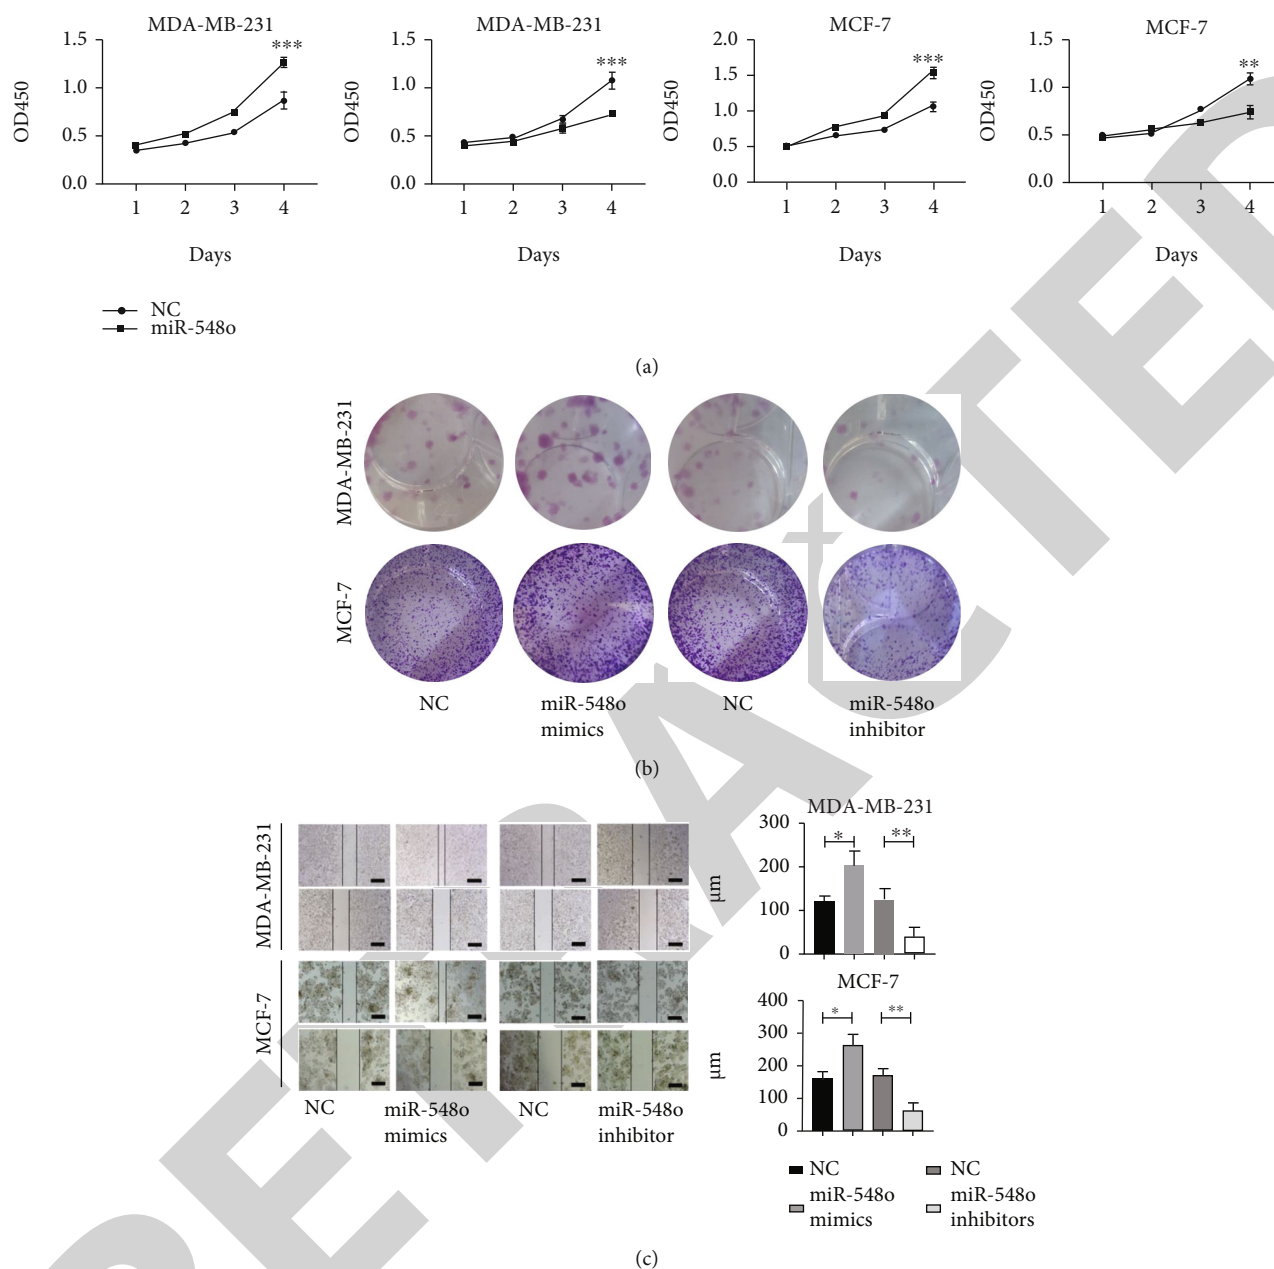 MDA-MB-231
MDA-MB-231
MCF-7
MCF-7
1.5
1.0
0.5
0.0
OD450
1 2 3 4
Days
1.5
1.0
0.5
0.0
OD450
1 2 3 4
Days
2.0
1.5
1.0
0.5
0.0
OD450
1 2 3 4
Days
1.5
1.0
0.5
0.0
OD450
1 2 3 4
Days
***
***
***
**
NC
miR-548o
(a)
MDA-MB-231
MCF-7
NC
miR-548o
mimics
NC
miR-548o
inhibitor
(b)
MDA-MB-231
MCF-7
NC
miR-548o
mimics
NC
miR-548o
inhibitor
MDA-MB-231
300
200
100
0
μm
*
**
MCF-7
400
300
200
100
0
μm
*
**
NC
miR-548o
mimics
NC
miR-548o
inhibitors
(c)
RETRACTED